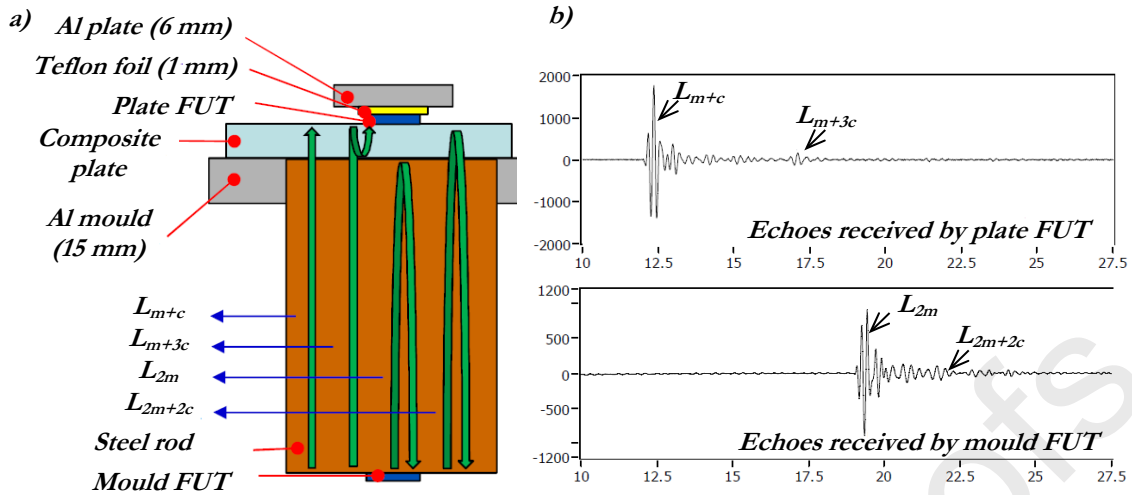 a)
Al plate (6 mm)
Teflon foil (1 mm)
Plate FUT
Composite
plate
Al mould
(15 mm)
Lm+c
Lm+3c
L2m
L2m+2c
Steel rod
Mould FUT
b)
2000
1000
0
-1000
-2000
Lm+c
Lm+3c
Echoes received by plate FUT
10 12.5 15 17.5 20 22.5 25 27.5
1200
500
0
-500
-1200
L2m
L2m+2c
Echoes received by mould FUT
10 12.5 15 17.5 20 22.5 25 27.5